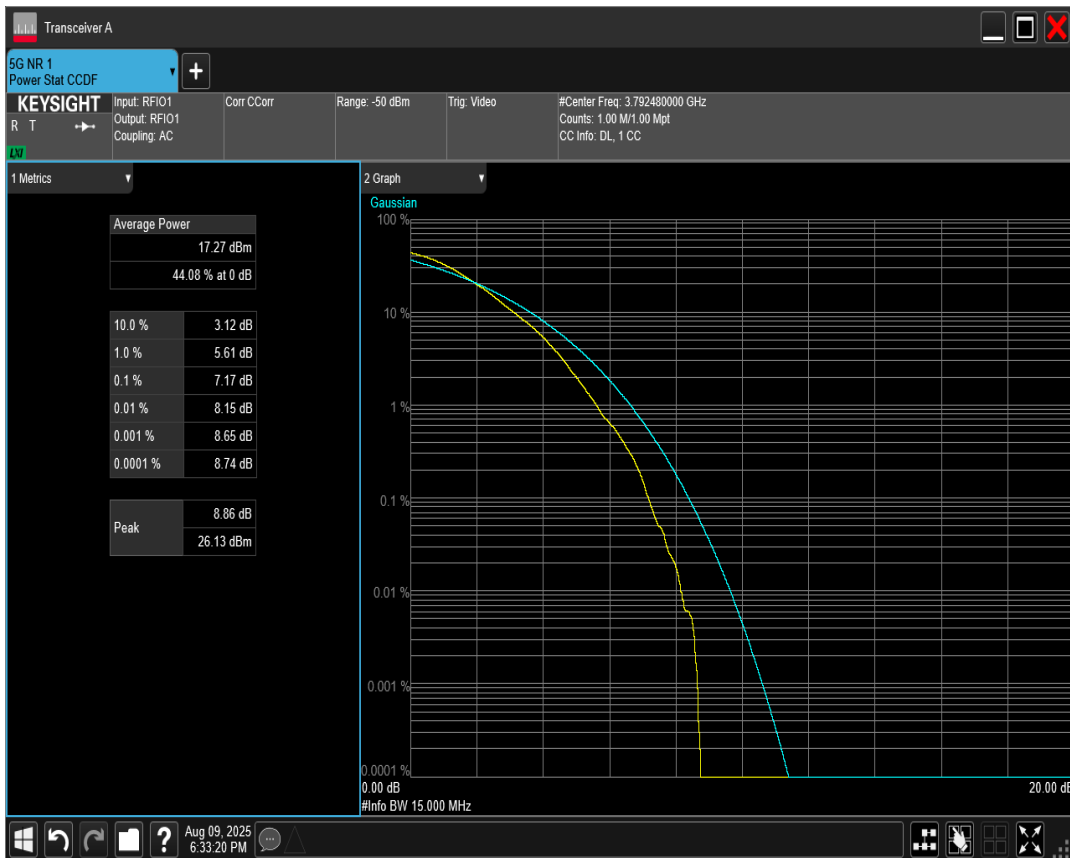 Transceiver A
5G NR 1
Power Stat CCDF
KEYSIGHT
R T
LXI
Input: RFIO1
Output: RFIO1
Coupling: AC
Corr CCorr
Range: -50 dBm
Trig: Video
#Center Freq: 3.792480000 GHz
Counts: 1.00 M/1.00 Mpt
CC Info: DL, 1 CC
1 Metrics
Average Power
17.27 dBm
44.08 % at 0 dB
10.0 % 3.12 dB
1.0 % 5.61 dB
0.1 % 7.17 dB
0.01 % 8.15 dB
0.001 % 8.65 dB
0.0001 % 8.74 dB
Peak
8.86 dB
26.13 dBm
2 Graph
Gaussian
100 %
10 %
1 %
0.1 %
0.01 %
0.001 %
0.0001 %
0.00 dB
20.00 dB
#Info BW 15.000 MHz
?
Aug 09, 2025
6:33:20 PM